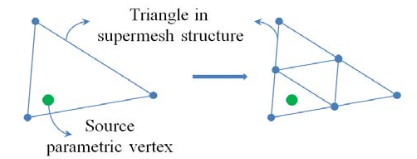 Triangle in
supermesh structure
Source
parametric vertex